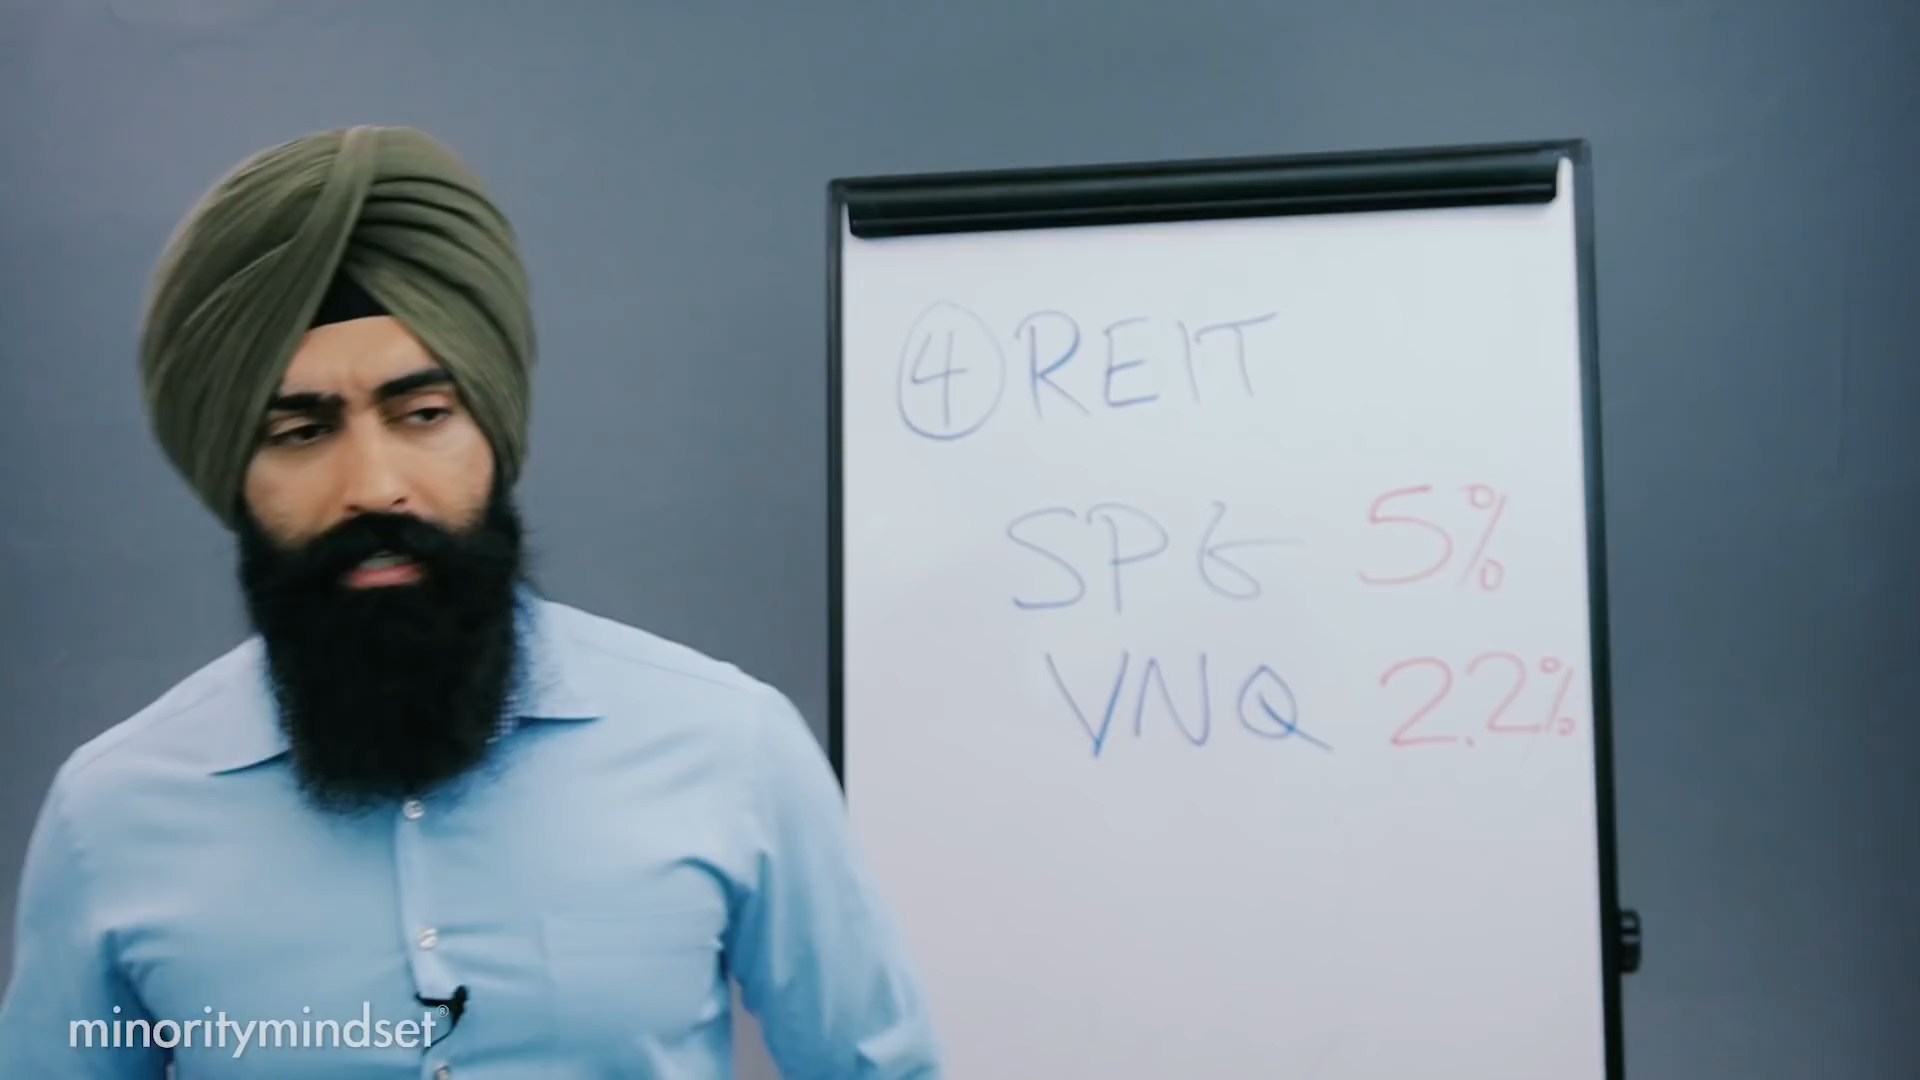 ④ REIT
SPG 5%
VNQ 2.2%
minoritymindset®